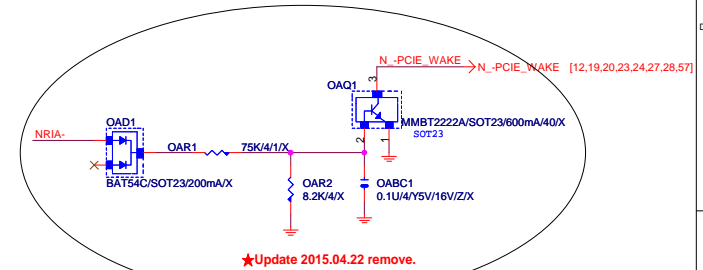 N_-PCIE_WAKE
N_-PCIE_WAKE [12,19,20,23,24,27,28,57]
3
OAQ1
MMBT2222A/SOT23/600mA/40/X
SOT23
2
1
OAD1
NRIA-
OAR1
75K/4/1/X
BAT54C/SOT23/200mA/X
OAR2
8.2K/4/X
OABC1
0.1U/4/Y5V/16V/Z/X
★Update 2015.04.22 remove.